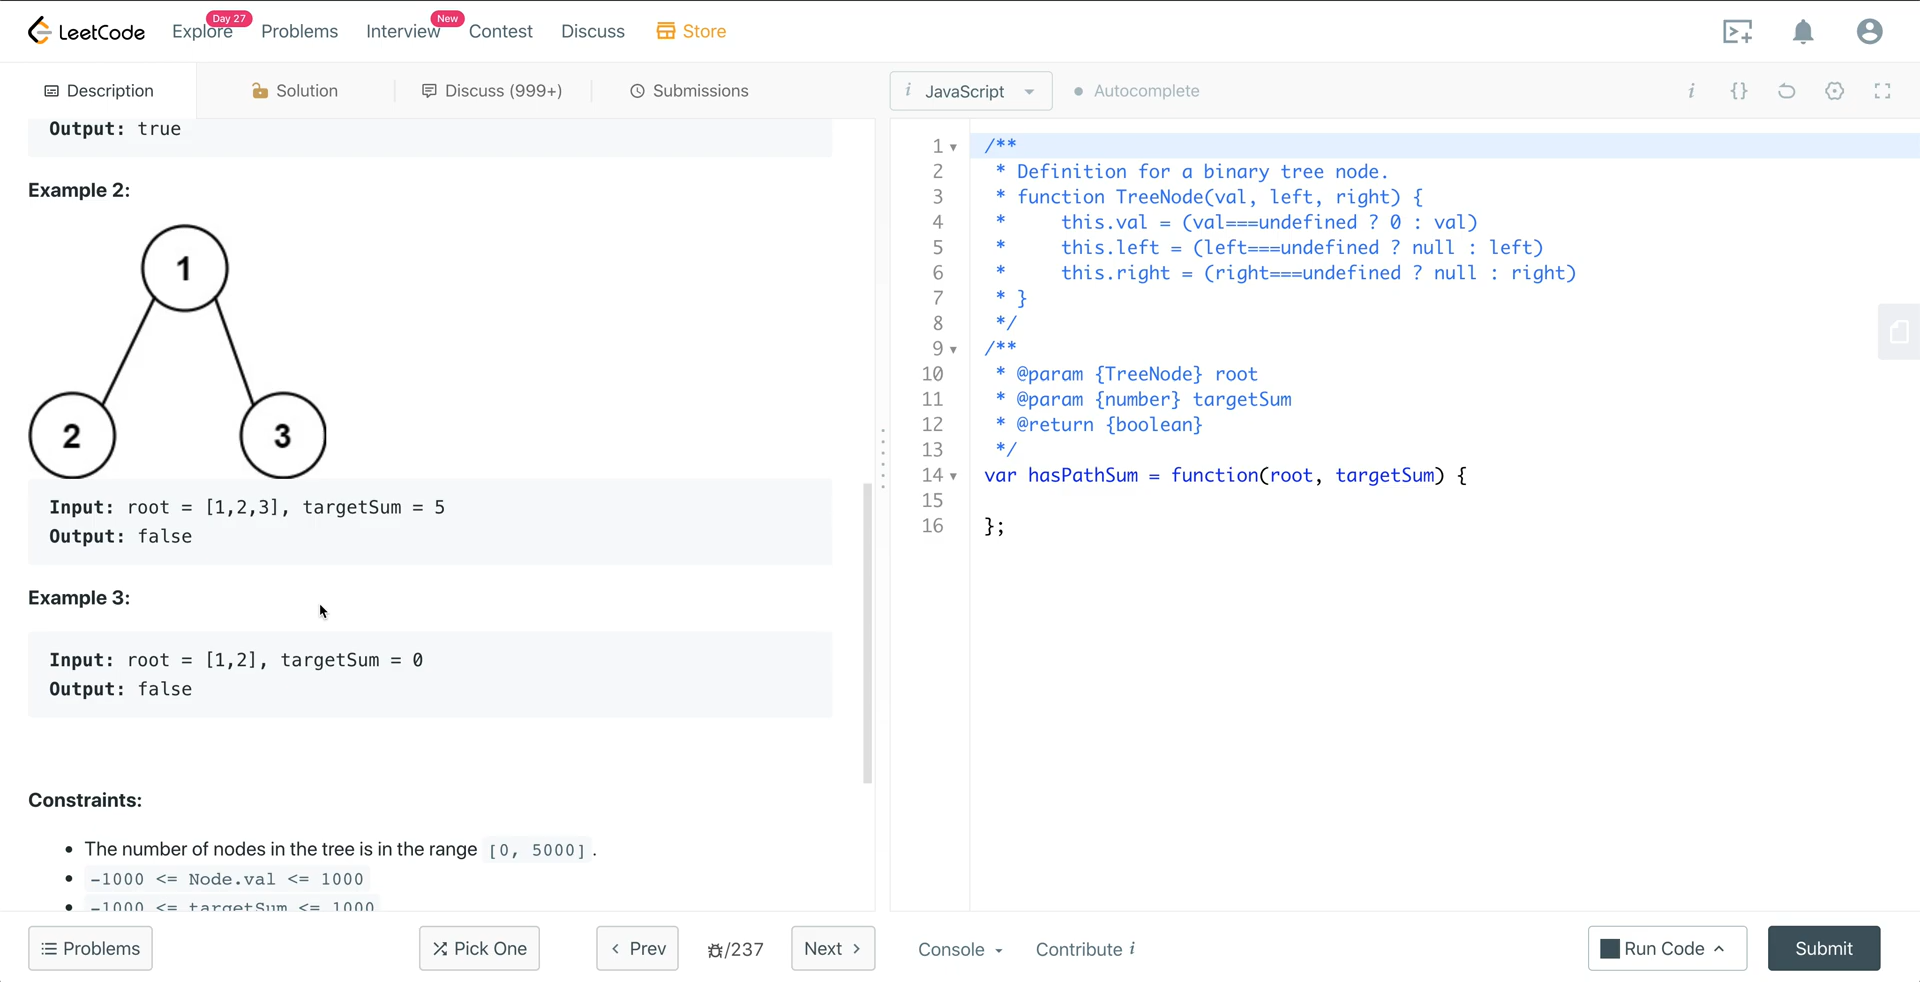 LeetCode
Explore
Day 27
Problems
Interview
New
Contest
Discuss
Store
Description
Solution
Discuss (999+)
Submissions
i JavaScript
Autocomplete
i {}
Output: true
Example 2:
1
2 3
Input: root = [1,2,3], targetSum = 5
Output: false
Example 3:
Input: root = [1,2], targetSum = 0
Output: false
Constraints:
• The number of nodes in the tree is in the range [0, 5000].
• -1000 <= Node.val <= 1000
• -1000 <= targetSum <= 1000
1 /**
2 * Definition for a binary tree node.
3 * function TreeNode(val, left, right) {
4 *     this.val = (val===undefined ? 0 : val)
5 *     this.left = (left===undefined ? null : left)
6 *     this.right = (right===undefined ? null : right)
7 * }
8 */
9 /**
10 * @param {TreeNode} root
11 * @param {number} targetSum
12 * @return {boolean}
13 */
14 var hasPathSum = function(root, targetSum) {
15
16 };
Problems
Pick One
< Prev
/237
Next >
Console
Contribute i
Run Code
Submit